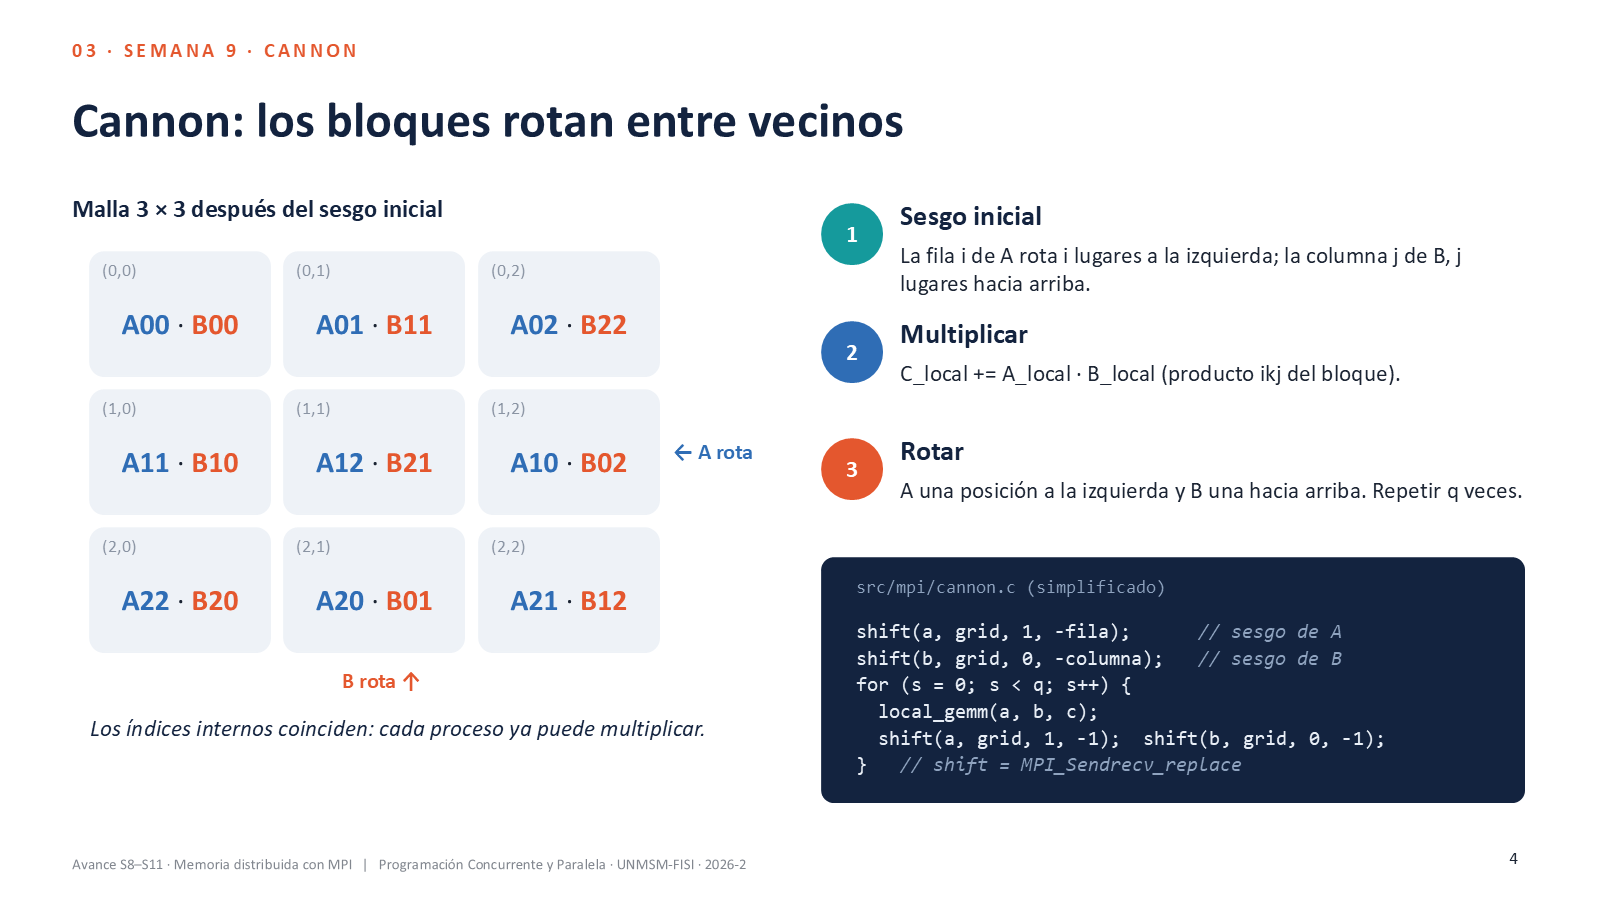 03 · SEMANA 9 · CANNON
Cannon: los bloques rotan entre vecinos
Malla 3 × 3 después del sesgo inicial
(0,0)
A00 · B00
(0,1)
A01 · B11
(0,2)
A02 · B22
(1,0)
A11 · B10
(1,1)
A12 · B21
(1,2)
A10 · B02
← A rota
(2,0)
A22 · B20
(2,1)
A20 · B01
(2,2)
A21 · B12
B rota ↑
Los índices internos coinciden: cada proceso ya puede multiplicar.
1
Sesgo inicial
La fila i de A rota i lugares a la izquierda; la columna j de B, j
lugares hacia arriba.
2
Multiplicar
C_local += A_local · B_local (producto ikj del bloque).
3
Rotar
A una posición a la izquierda y B una hacia arriba. Repetir q veces.
src/mpi/cannon.c (simplificado)
shift(a, grid, 1, -fila);      // sesgo de A
shift(b, grid, 0, -columna);   // sesgo de B
for (s = 0; s < q; s++) {
  local_gemm(a, b, c);
  shift(a, grid, 1, -1);  shift(b, grid, 0, -1);
}   // shift = MPI_Sendrecv_replace
Avance S8–S11 · Memoria distribuida con MPI   |   Programación Concurrente y Paralela · UNMSM-FISI · 2026-2
4